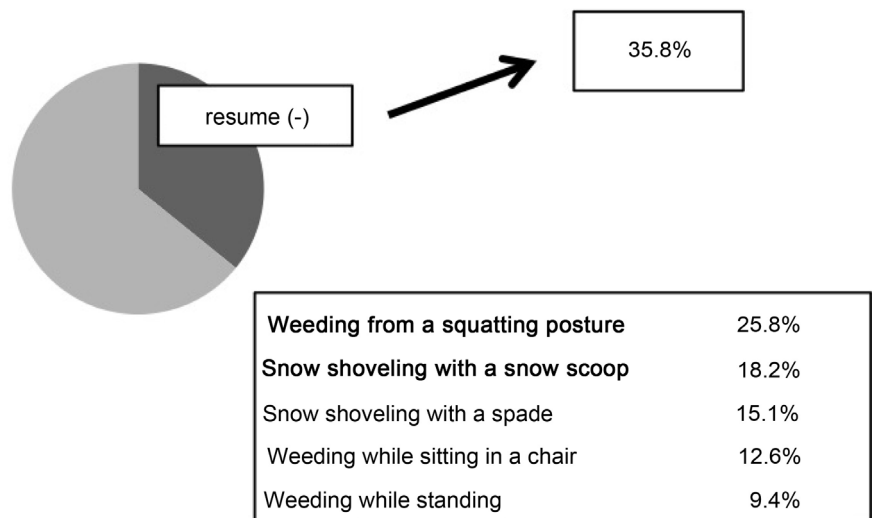 35.8%
resume (-)
Weeding from a squatting posture 25.8%
Snow shoveling with a snow scoop 18.2%
Snow shoveling with a spade 15.1%
Weeding while sitting in a chair 12.6%
Weeding while standing 9.4%